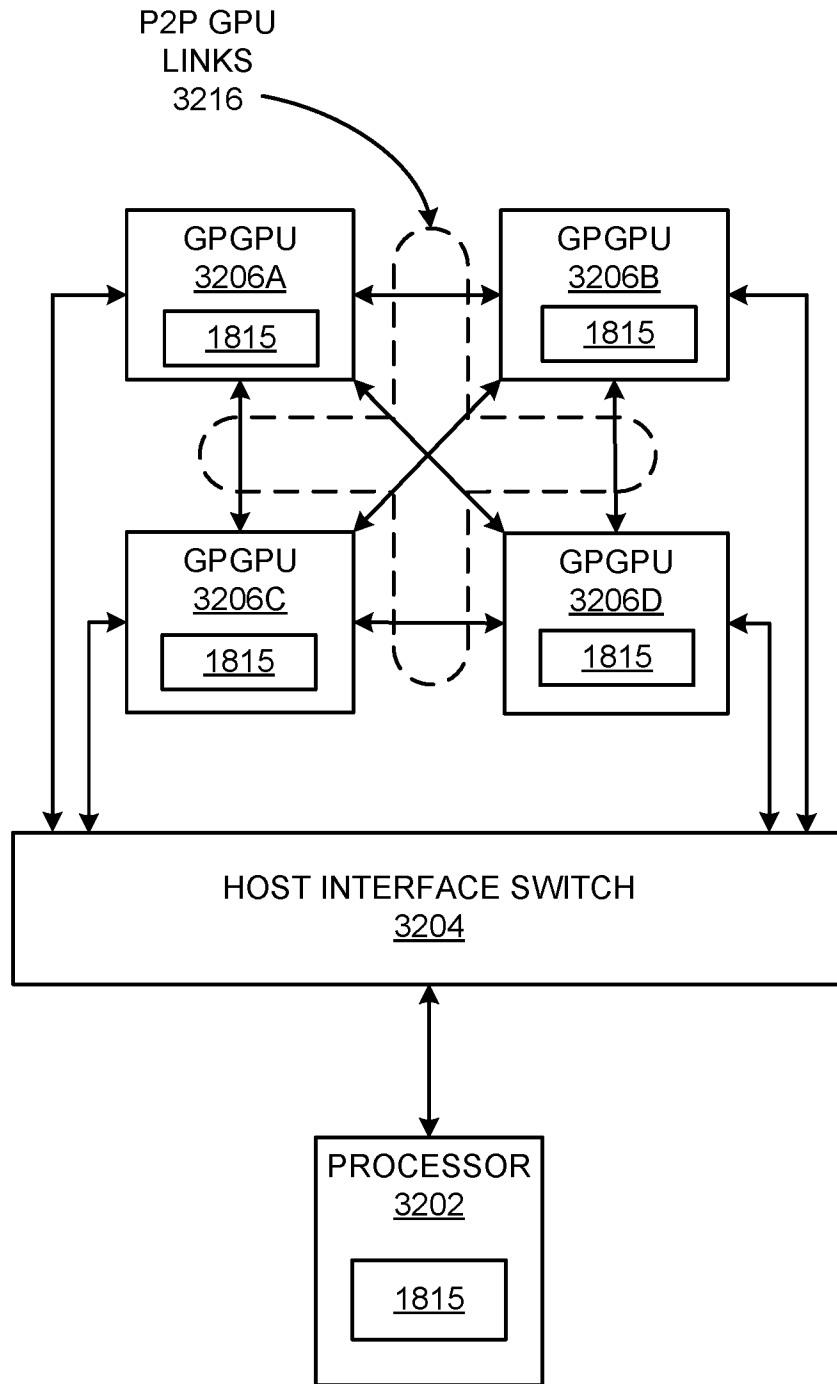 P2P GPU
LINKS
3216
GPGPU
3206A
1815
GPGPU
3206B
1815
GPGPU
3206C
1815
GPGPU
3206D
1815
HOST INTERFACE SWITCH
3204
PROCESSOR
3202
1815